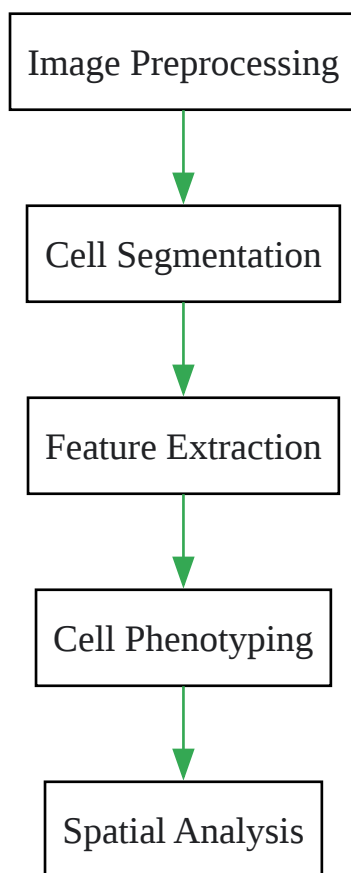 Image Preprocessing
Cell Segmentation
Feature Extraction
Cell Phenotyping
Spatial Analysis